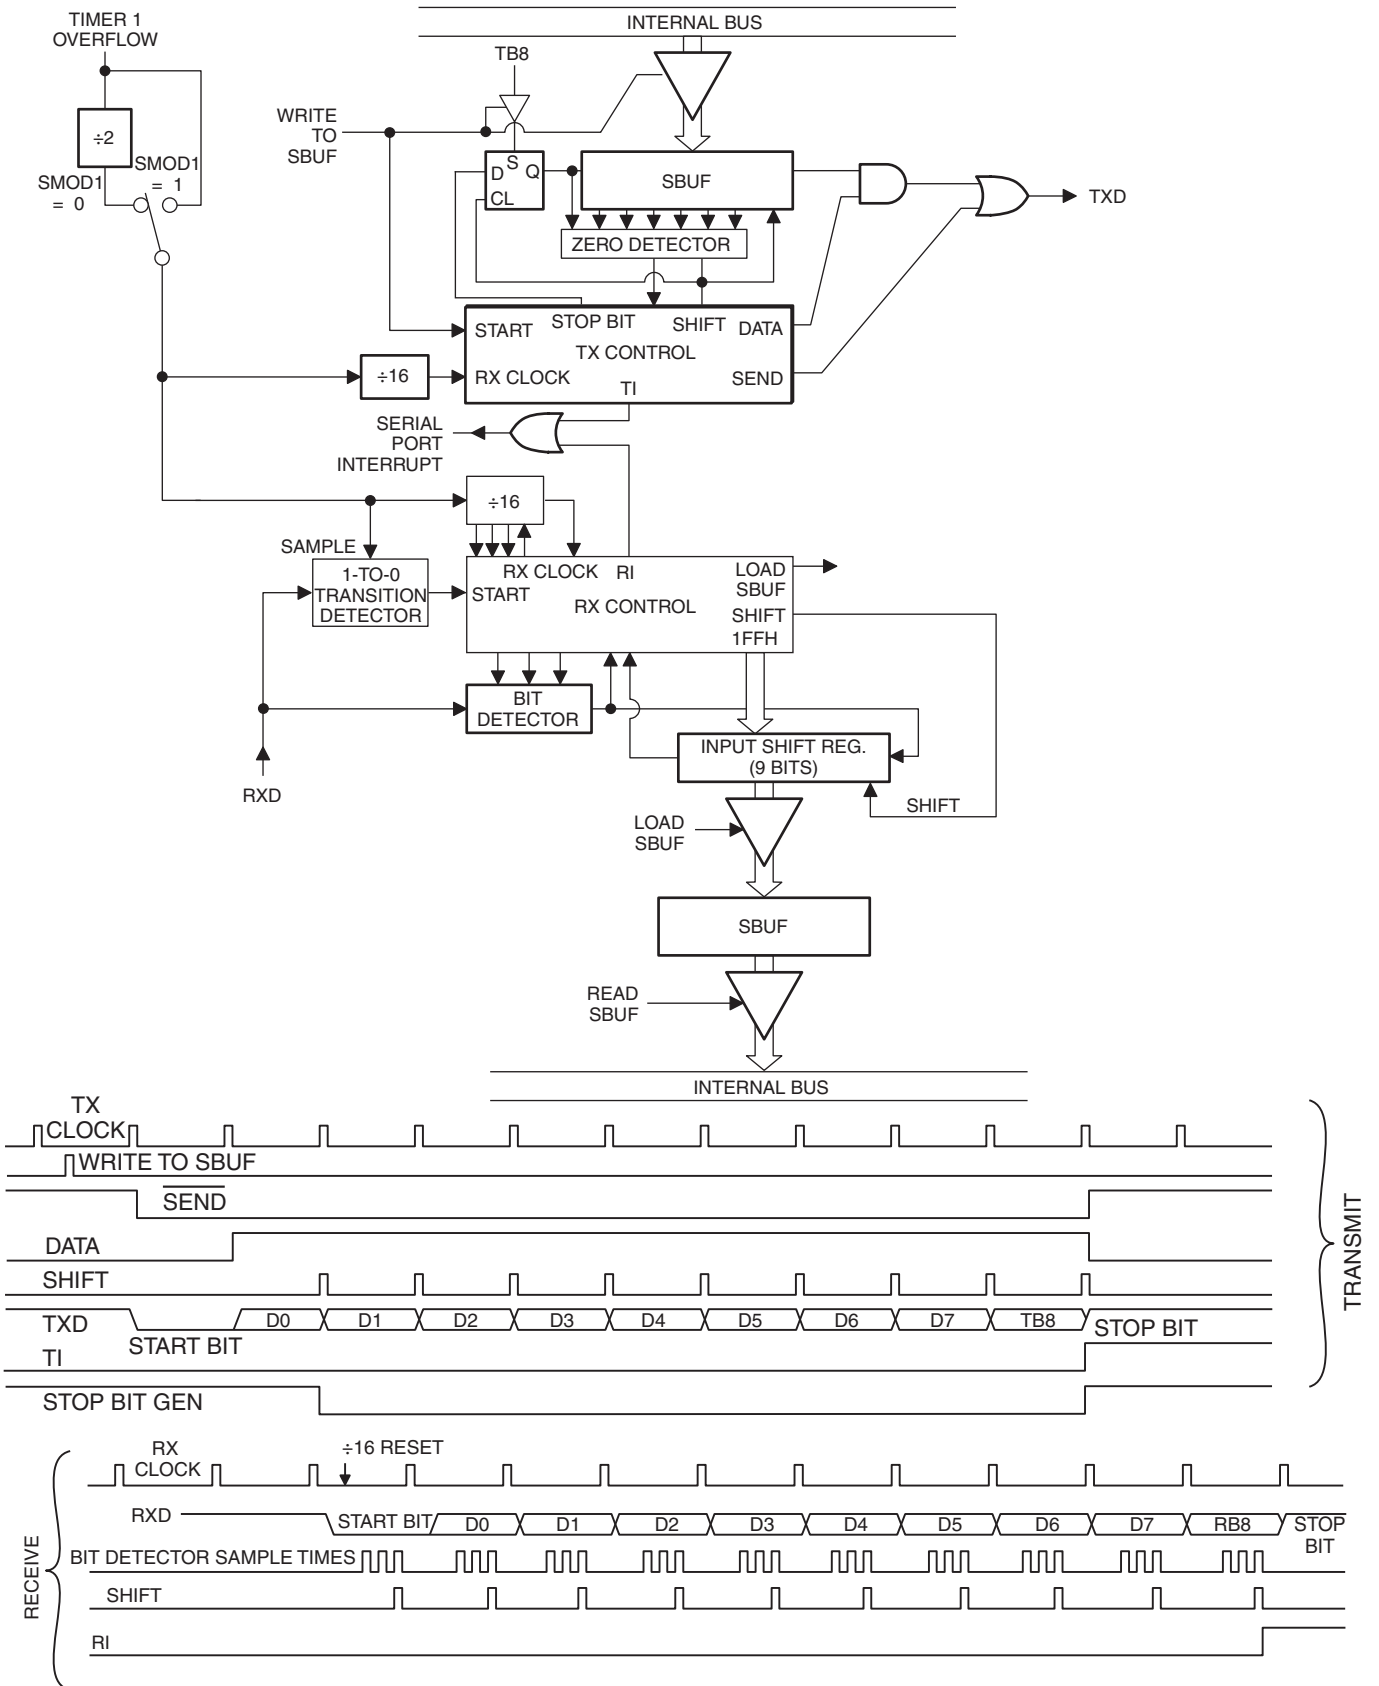 TIMER 1
OVERFLOW
INTERNAL BUS
TB8
WRITE
TO
SBUF
÷2
SMOD1
= 1
SMOD1
= 0
D S Q
CL
SBUF
TXD
ZERO DETECTOR
START
STOP BIT
SHIFT
DATA
TX CONTROL
÷16
RX CLOCK
SEND
TI
SERIAL
PORT
INTERRUPT
÷16
SAMPLE
1-TO-0
TRANSITION
DETECTOR
RX CLOCK
RI
LOAD
SBUF
START
RX CONTROL
SHIFT
1FFH
BIT
DETECTOR
INPUT SHIFT REG.
(9 BITS)
RXD
SHIFT
LOAD
SBUF
SBUF
READ
SBUF
INTERNAL BUS
TX
CLOCK
WRITE TO SBUF
SEND
DATA
SHIFT
TXD
START BIT
D0 D1 D2 D3 D4 D5 D6 D7 TB8
STOP BIT
TI
STOP BIT GEN
TRANSMIT
RX
CLOCK
÷16 RESET
RXD
START BIT D0 D1 D2 D3 D4 D5 D6 D7 RB8 STOP
BIT
BIT DETECTOR SAMPLE TIMES
SHIFT
RI
RECEIVE